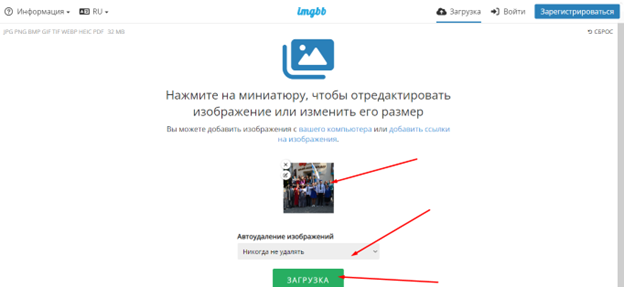 Информация RU imgbb Загрузка Войти Зарегистрироваться
JPG PNG BMP GIF TIF WEBP HEIC PDF 32 MB СБРОС
Нажмите на миниатюру, чтобы отредактировать
изображение или изменить его размер
Вы можете добавить изображения с вашего компьютера или добавить ссылки
на изображения.
Автоудаление изображений
Никогда не удалять
ЗАГРУЗКА